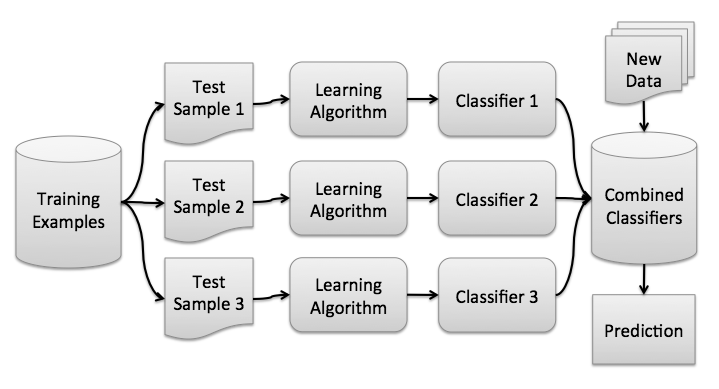 Training
Examples
Test
Sample 1
Learning
Algorithm
Classifier 1
Test
Sample 2
Learning
Algorithm
Classifier 2
Test
Sample 3
Learning
Algorithm
Classifier 3
New
Data
Combined
Classifiers
Prediction